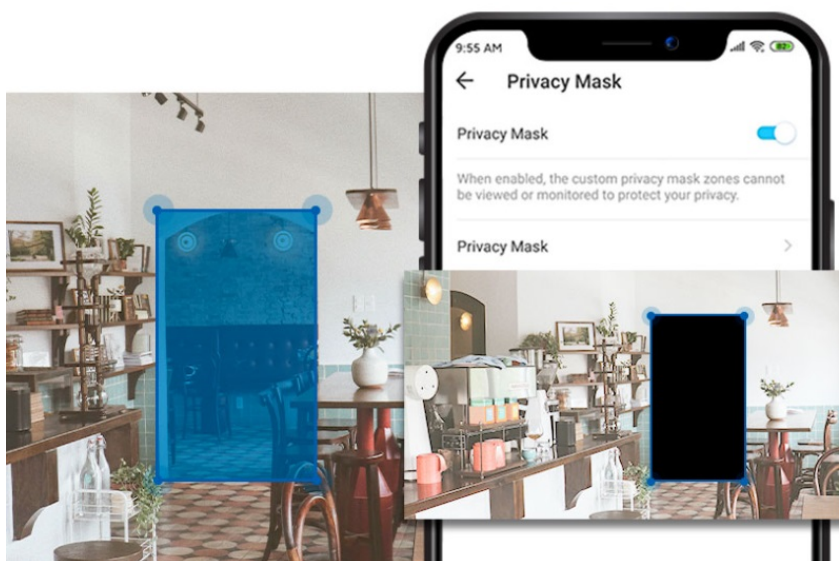 9:55 AM
82
Privacy Mask
Privacy Mask
When enabled, the custom privacy mask zones cannot
be viewed or monitored to protect your privacy.
Privacy Mask